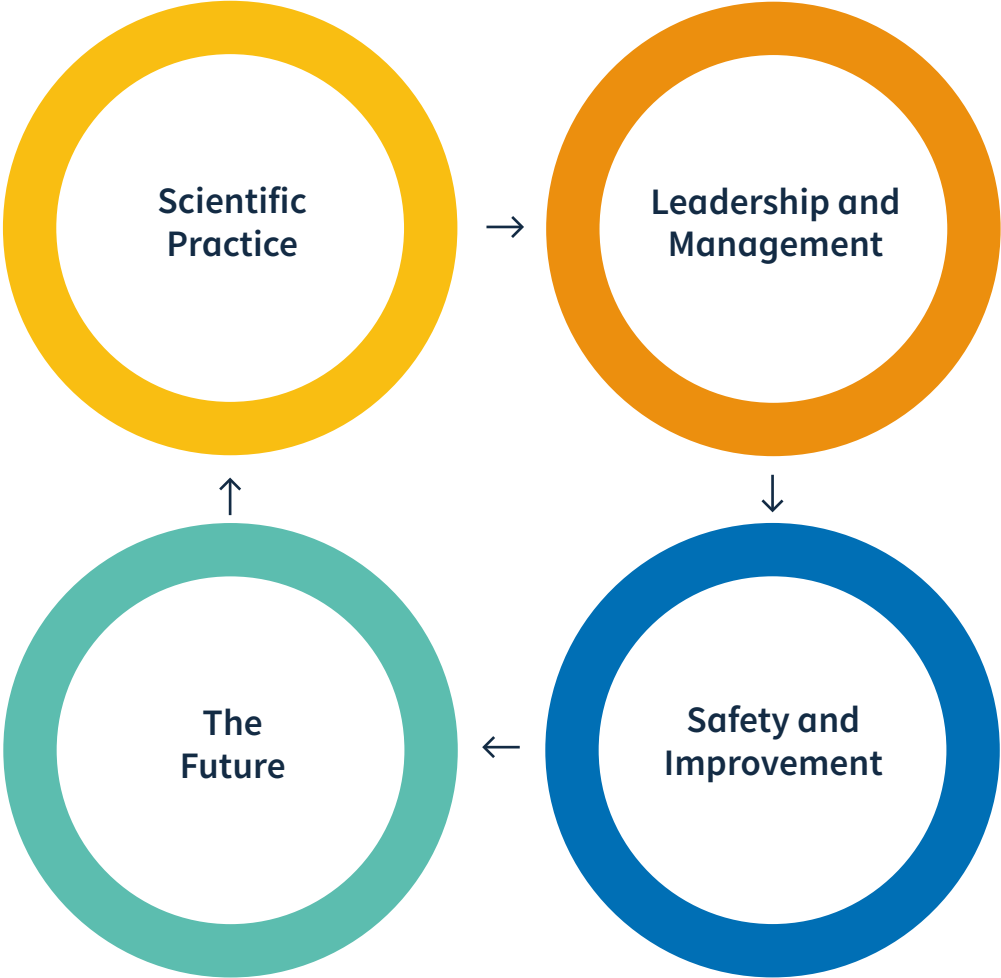 Scientific
Practice
Leadership and
Management
The
Future
Safety and
Improvement